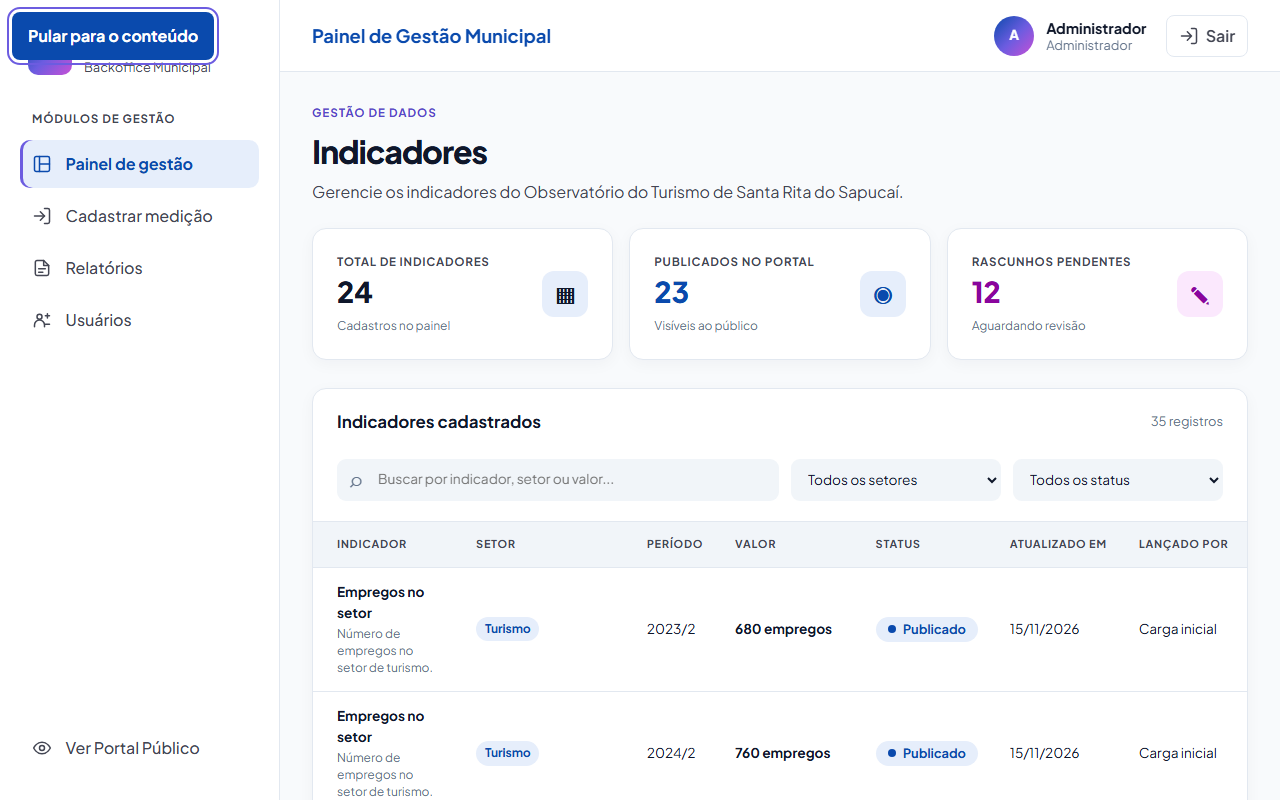 Pular para o conteúdo
Backoffice Municipal
MÓDULOS DE GESTÃO
Painel de gestão
Cadastrar medição
Relatórios
Usuários
Ver Portal Público
Painel de Gestão Municipal
A
Administrador
Administrador
Sair
GESTÃO DE DADOS
Indicadores
Gerencie os indicadores do Observatório do Turismo de Santa Rita do Sapucaí.
TOTAL DE INDICADORES
24
Cadastros no painel
PUBLICADOS NO PORTAL
23
Visíveis ao público
RASCUNHOS PENDENTES
12
Aguardando revisão
Indicadores cadastrados
35 registros
Buscar por indicador, setor ou valor...
Todos os setores
Todos os status
INDICADOR SETOR PERÍODO VALOR STATUS ATUALIZADO EM LANÇADO POR
Empregos no
setor
Número de
empregos no
setor de turismo.
Turismo 2023/2 680 empregos Publicado 15/11/2026 Carga inicial
Empregos no
setor
Número de
empregos no
setor de turismo.
Turismo 2024/2 760 empregos Publicado 15/11/2026 Carga inicial